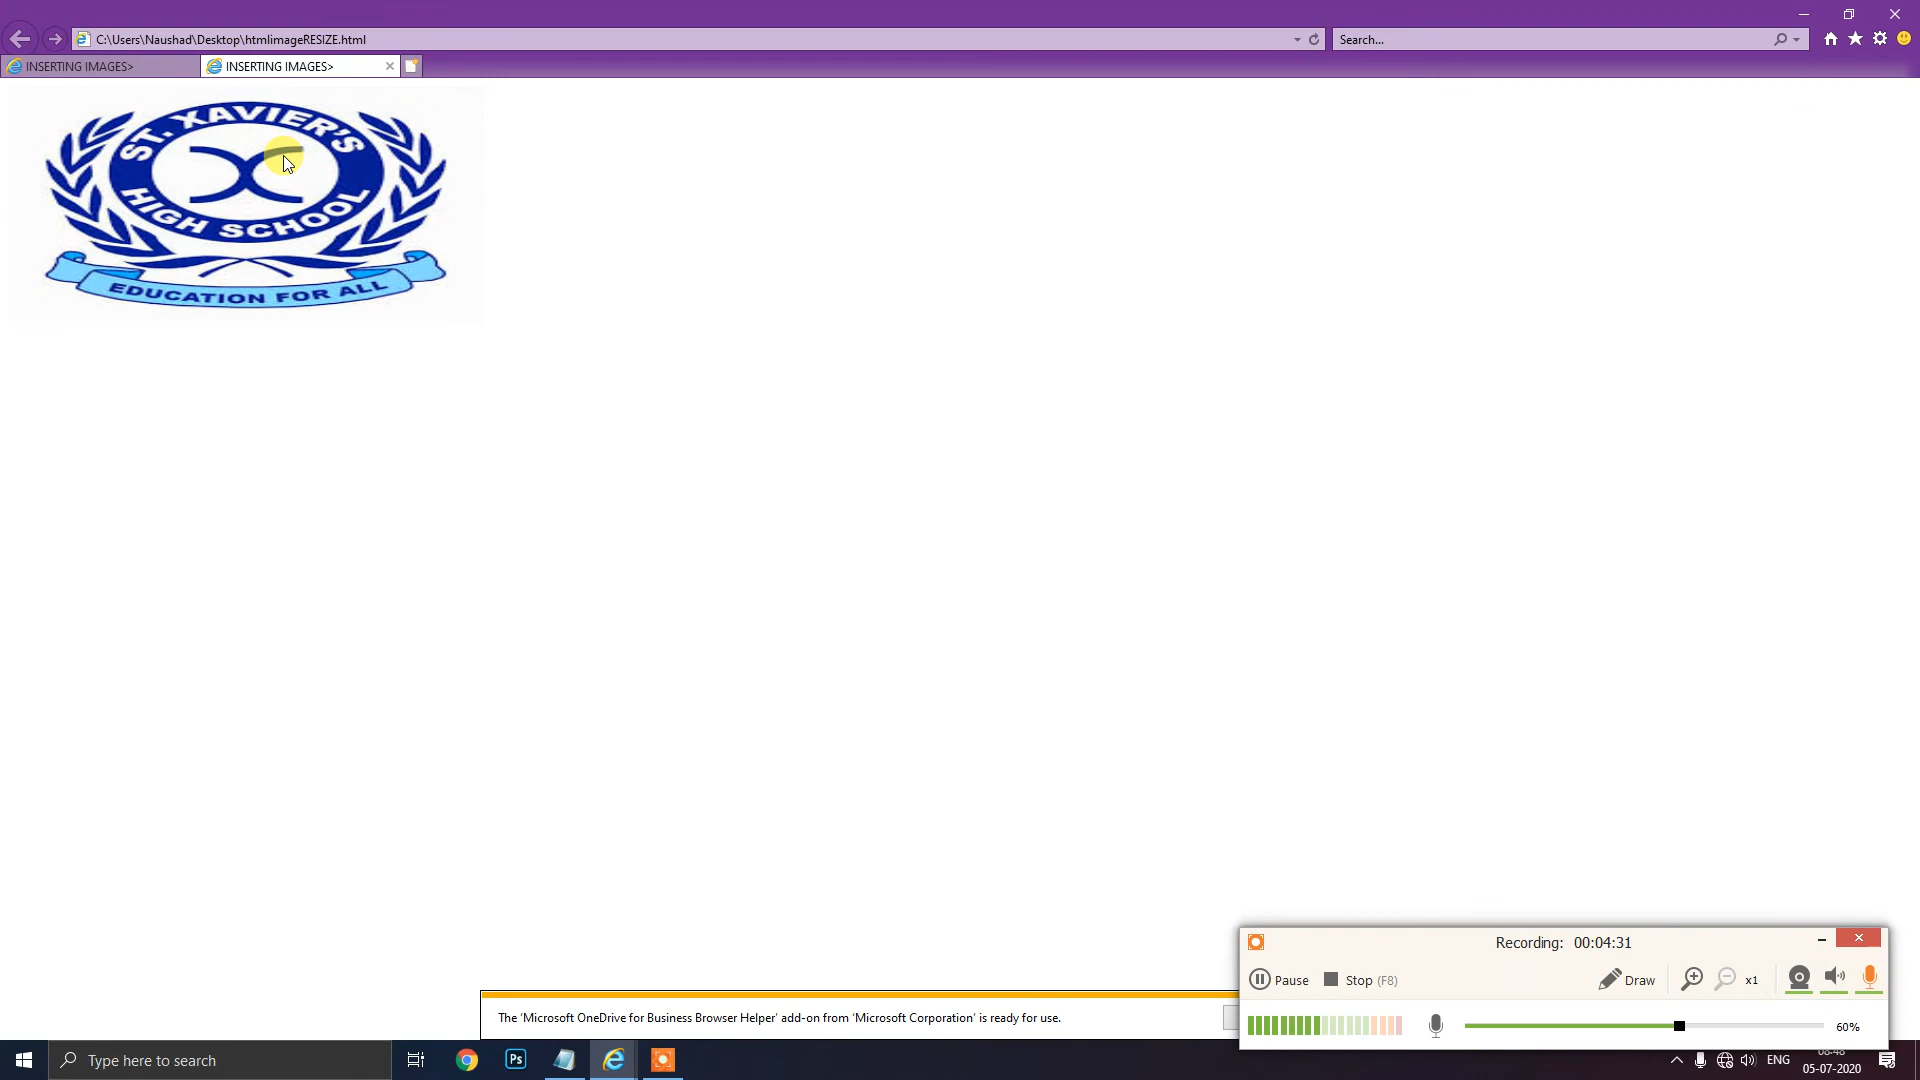 C:\Users\Naushad\Desktop\htmlimageRESIZE.html
Search...
INSERTING IMAGES>
INSERTING IMAGES>
ST. XAVIER'S
HIGH SCHOOL
EDUCATION FOR ALL
Recording: 00:04:31
Pause
Stop (F8)
Draw
x1
The 'Microsoft OneDrive for Business Browser Helper' add-on from 'Microsoft Corporation' is ready for use.
60%
Type here to search
Ps
ENG
05-07-2020